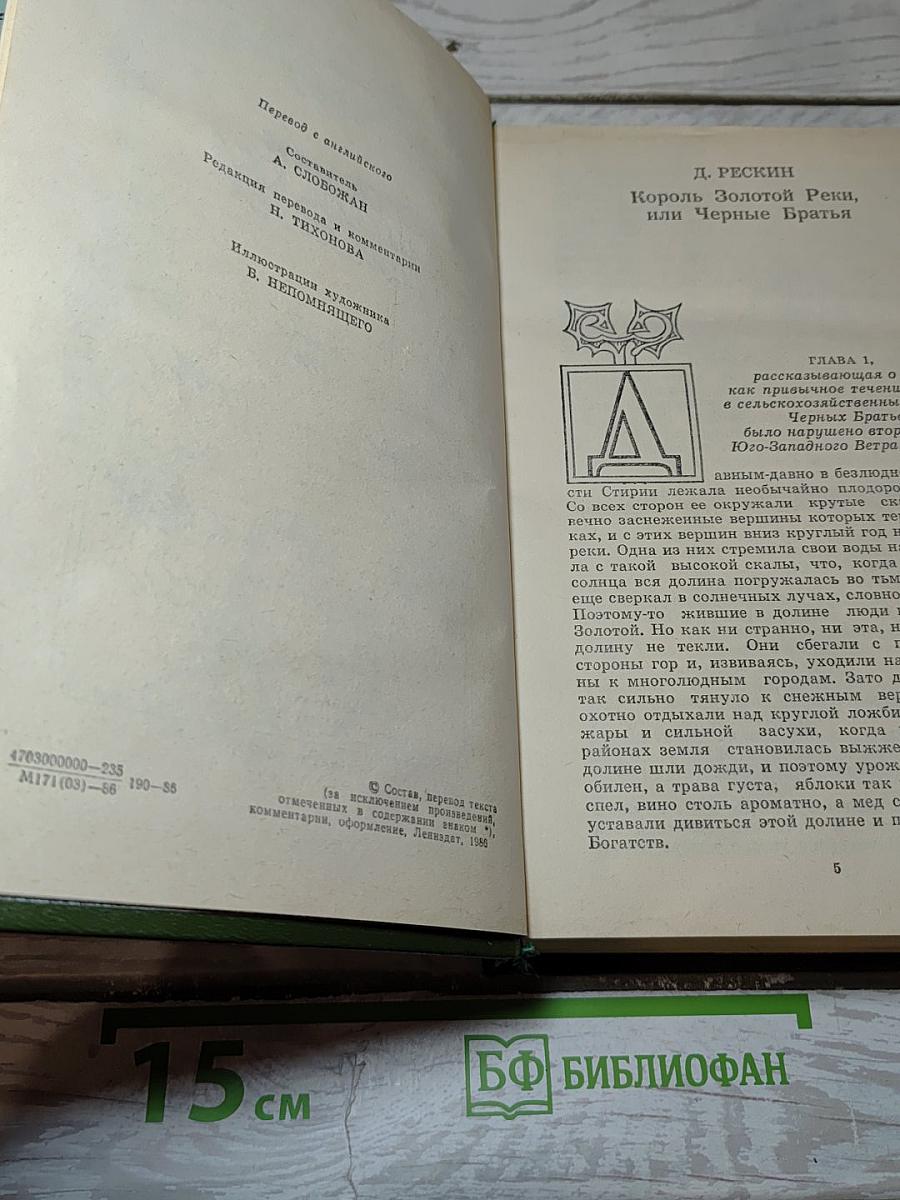 Перевод с английского
Составитель
А. СЛОБОЖАН
Редакция перевода и комментарии
Н. ТИХОНОВА
Иллюстрации художника
Б. НЕПОМНЯЩЕГО
4703000000—235
М171(03)—86
190—86
© Состав, перевод текста
(за исключением произведений,
отмеченных в содержании знаком *),
комментарии, оформление, Лениздат, 1986
Д. РЕСКИН
Король Золотой Реки,
или Черные Братья
ГЛАВА 1,
рассказывающая о
как привычное течени
в сельскохозяйственны
Черных Братье
было нарушено втор
Юго-Западного Ветра
Д
авным-давно в безлюдн
сти Стирии лежала необычайно плодоро
Со всех сторон ее окружали крутые ска
вечно заснеженные вершины которых те
ках, и с этих вершин вниз круглый год н
реки. Одна из них стремила свои воды на
ла с такой высокой скалы, что, когда
солнца вся долина погружалась во тьм
еще сверкал в солнечных лучах, словно
Поэтому-то жившие в долине люди
Золотой. Но как ни странно, ни эта, н
долину не текли. Они сбегали с п
стороны гор и, извиваясь, уходили на
ны к многолюдным городам. Зато д
так сильно тянуло к снежным вер
охотно отдыхали над круглой ложби
жары и сильной засухи, когда
районах земля становилась выжже
долине шли дожди, и поэтому урож
обилен, а трава густа, яблоки так
спел, вино столь ароматно, а мед с
уставали дивиться этой долине и п
Богатств.
5
15 см
БФ БИБЛИОФАН